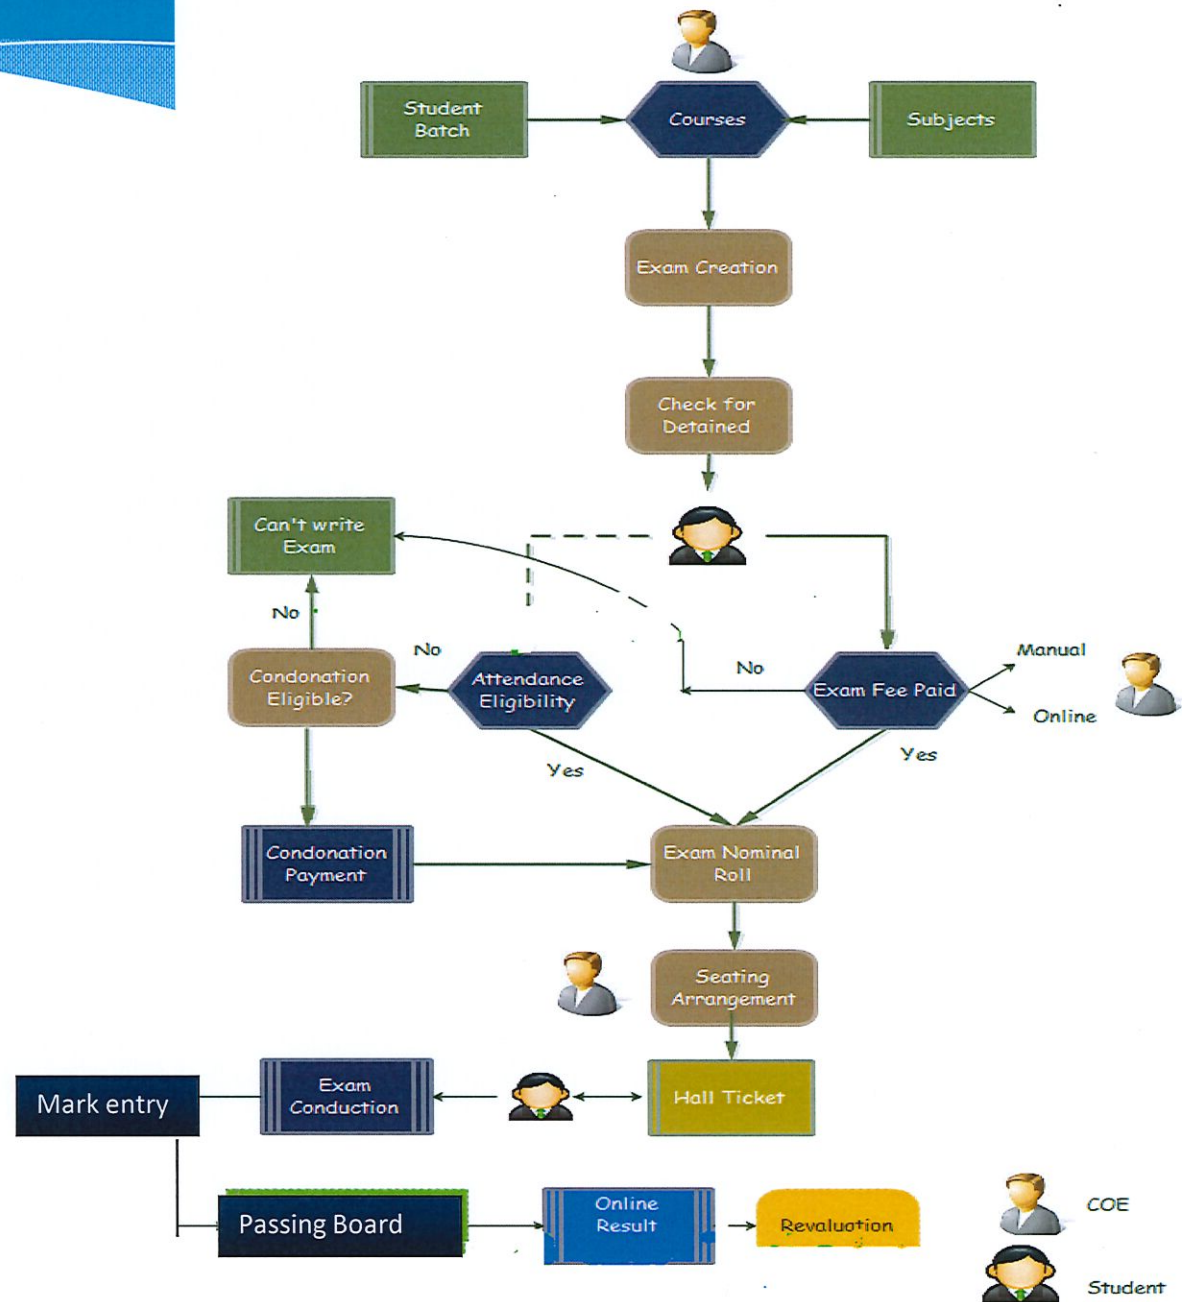 Student
Batch
Courses
Subjects
Exam Creation
Check for
Detained
Can't write
Exam
No
No
Condonation
Eligible?
Attendance
Eligibility
No
Exam Fee Paid
Manual
Online
Yes
Yes
Condonation
Payment
Exam Nominal
Roll
Seating
Arrangement
Mark entry
Exam
Conduction
Hall Ticket
Passing Board
Online
Result
Revaluation
COE
Student